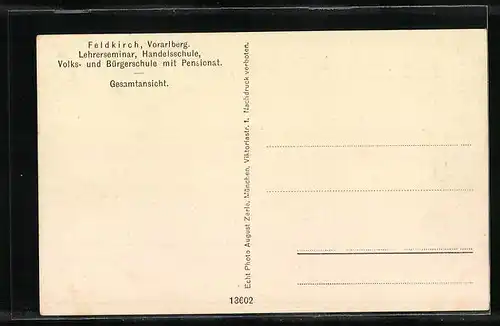 Feldkirch, Vorarlberg.
Lehrerseminar, Handelsschule,
Volks- und Bürgerschule mit Pensionat.
Gesamtansicht.
Echt Photo August Zerle, München, Viktoriastr. 1. Nachdruck verboten.
13602